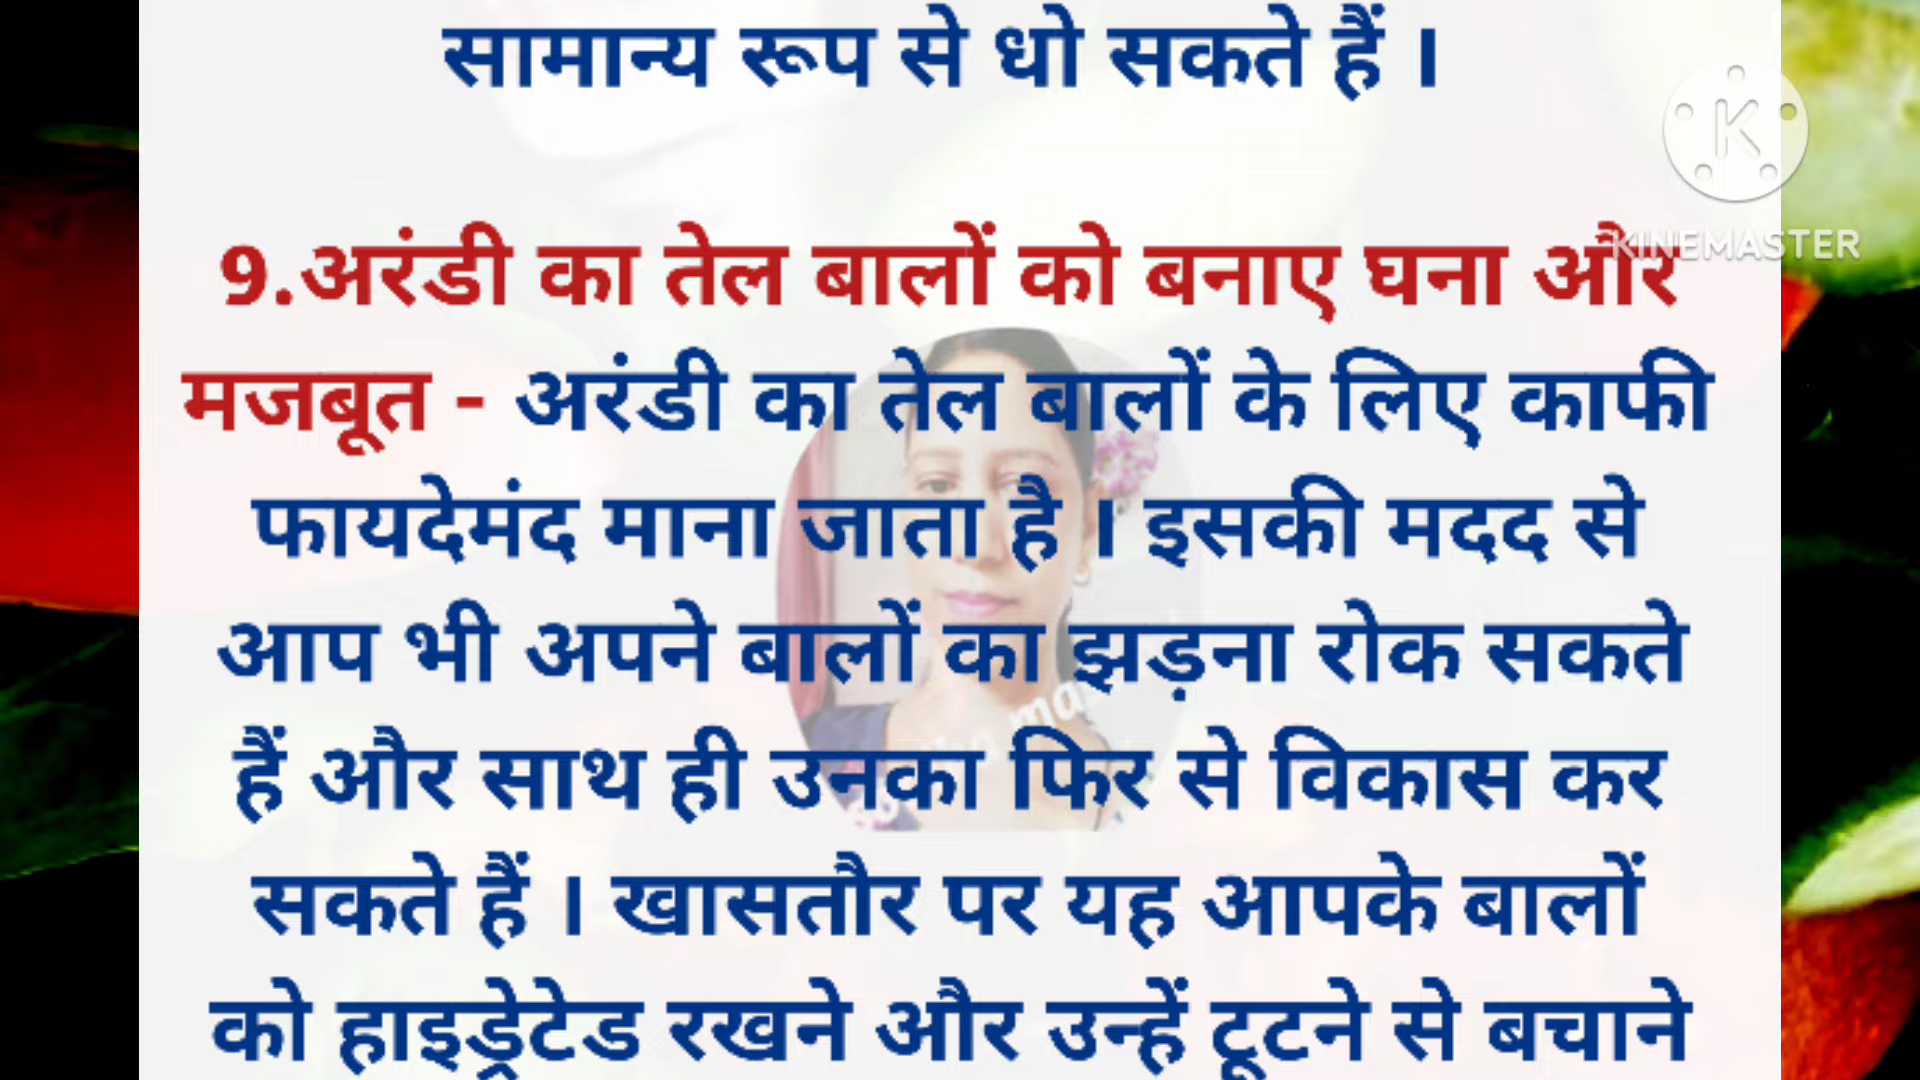 सामान्य रूप से धो सकते हैं ।
9.अरंडी का तेल बालों को बनाए घना और
मजबूत - अरंडी का तेल बालों के लिए काफी
फायदेमंद माना जाता है । इसकी मदद से
आप भी अपने बालों का झड़ना रोक सकते
हैं और साथ ही उनका फिर से विकास कर
सकते हैं । खासतौर पर यह आपके बालों
को हाइड्रेटेड रखने और उन्हें टूटने से बचाने
K
KINEMASTER